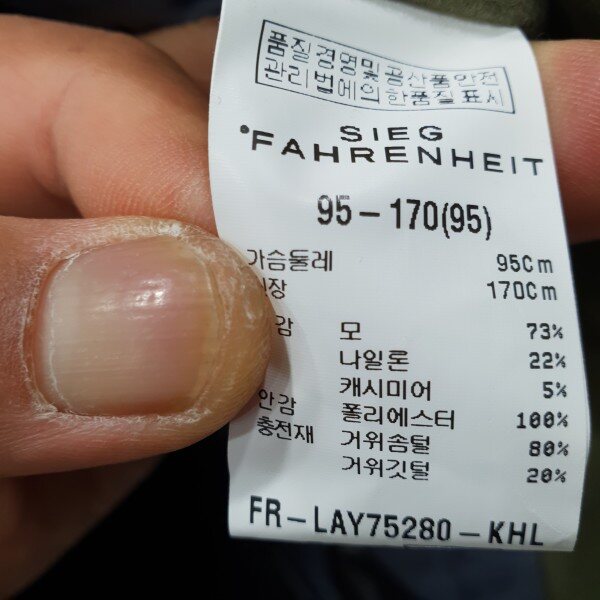 품질경영및공산품안전
관리법에의한품질표시
SIEG
FAHRENHEIT
95-170(95)
가슴둘레 95Cm
장 170Cm
감 모 73%
나일론 22%
캐시미어 5%
안감 폴리에스터 100%
충전재 거위솜털 80%
거위깃털 20%
FR-LAY75280-KHL